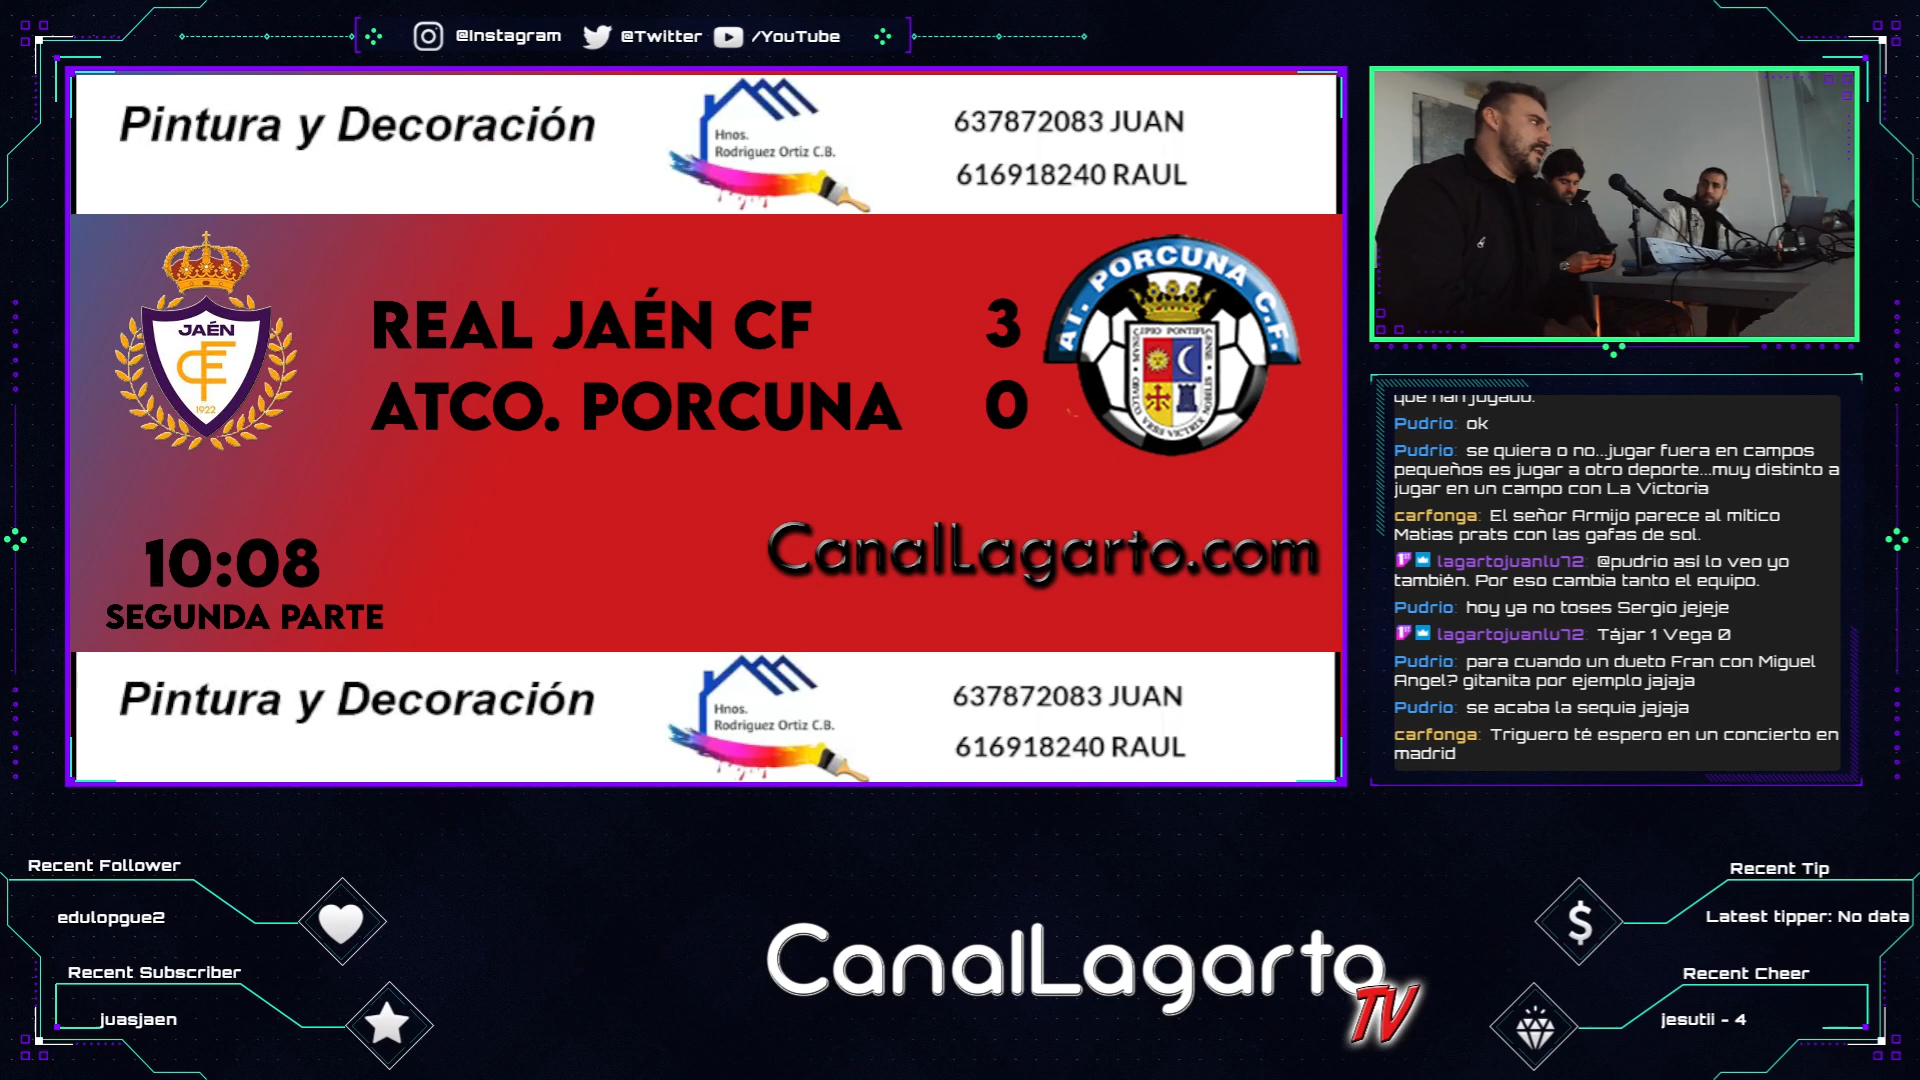 @Instagram @Twitter /YouTube
Pintura y Decoración
Hnos.
Rodriguez Ortiz C.B.
637872083 JUAN
616918240 RAUL
JAÉN
CF
1922
REAL JAÉN CF 3
ATCO. PORCUNA 0
AT. PORCUNA C.F.
10:08
SEGUNDA PARTE
CanalLagarto.com
Pintura y Decoración
Hnos.
Rodriguez Ortiz C.B.
637872083 JUAN
616918240 RAUL
que han jugado.
Pudrio: ok
Pudrio: se quiera o no...jugar fuera en campos
pequeños es jugar a otro deporte...muy distinto a
jugar en un campo con La Victoria
carfonga: El señor Armijo parece al mítico
Matias prats con las gafas de sol.
lagartojuanlu72: @pudrio asi lo veo yo
también. Por eso cambia tanto el equipo.
Pudrio: hoy ya no toses Sergio jejeje
lagartojuanlu72: Tájar 1 Vega 0
Pudrio: para cuando un dueto Fran con Miguel
Angel? gitanita por ejemplo jajaja
Pudrio: se acaba la sequia jajaja
carfonga: Triguero té espero en un concierto en
madrid
Recent Follower
edulopgue2
Recent Subscriber
juasjaen
CanalLagarto
TV
Recent Tip
Latest tipper: No data
Recent Cheer
jesutii - 4